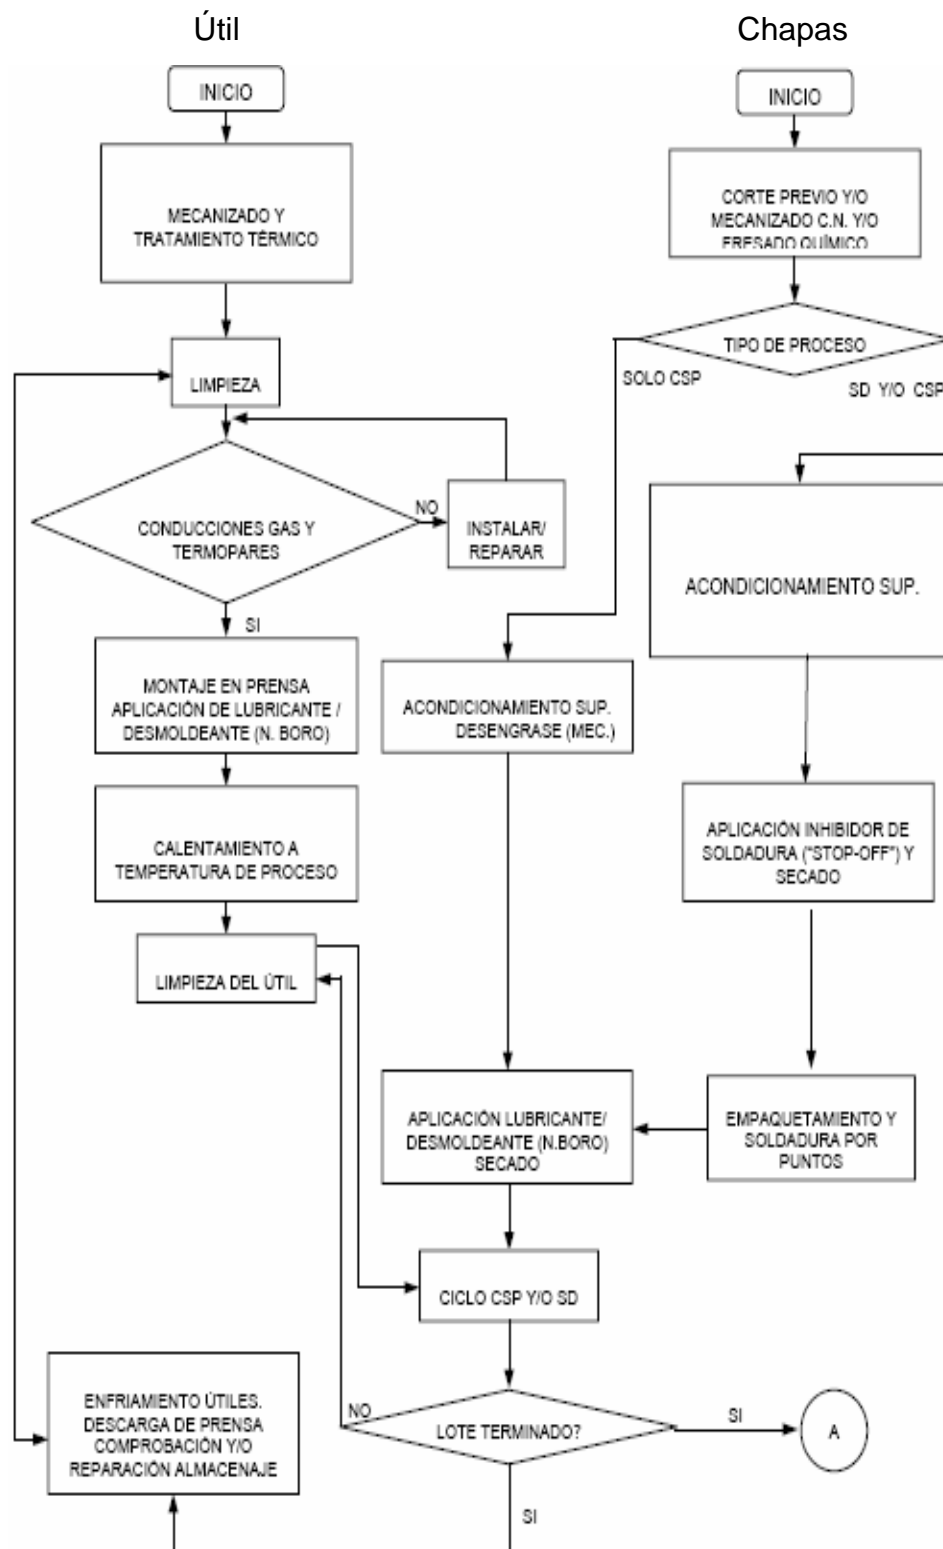 Útil
Chapas
INICIO
INICIO
MECANIZADO Y
TRATAMIENTO TÉRMICO
CORTE PREVIO Y/O
MECANIZADO C.N. Y/O
FRESADO QUÍMICO
TIPO DE PROCESO
SOLO CSP
SD Y/O CSP
LIMPIEZA
CONDUCCIONES GAS Y
TERMOPARES
NO
INSTALAR/
REPARAR
SI
ACONDICIONAMIENTO SUP.
MONTAJE EN PRENSA
APLICACIÓN DE LUBRICANTE /
DESMOLDEANTE (N. BORO)
ACONDICIONAMIENTO SUP.
DESENGRASE (MEC.)
CALENTAMIENTO A
TEMPERATURA DE PROCESO
APLICACIÓN INHIBIDOR DE
SOLDADURA ("STOP-OFF") Y
SECADO
LIMPIEZA DEL ÚTIL
APLICACIÓN LUBRICANTE/
DESMOLDEANTE (N.BORO)
SECADO
EMPAQUETAMIENTO Y
SOLDADURA POR
PUNTOS
CICLO CSP Y/O SD
ENFRIAMIENTO ÚTILES.
DESCARGA DE PRENSA
COMPROBACIÓN Y/O
REPARACIÓN ALMACENAJE
NO
LOTE TERMINADO?
SI
A
SI